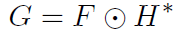 G = F ⊙ H*